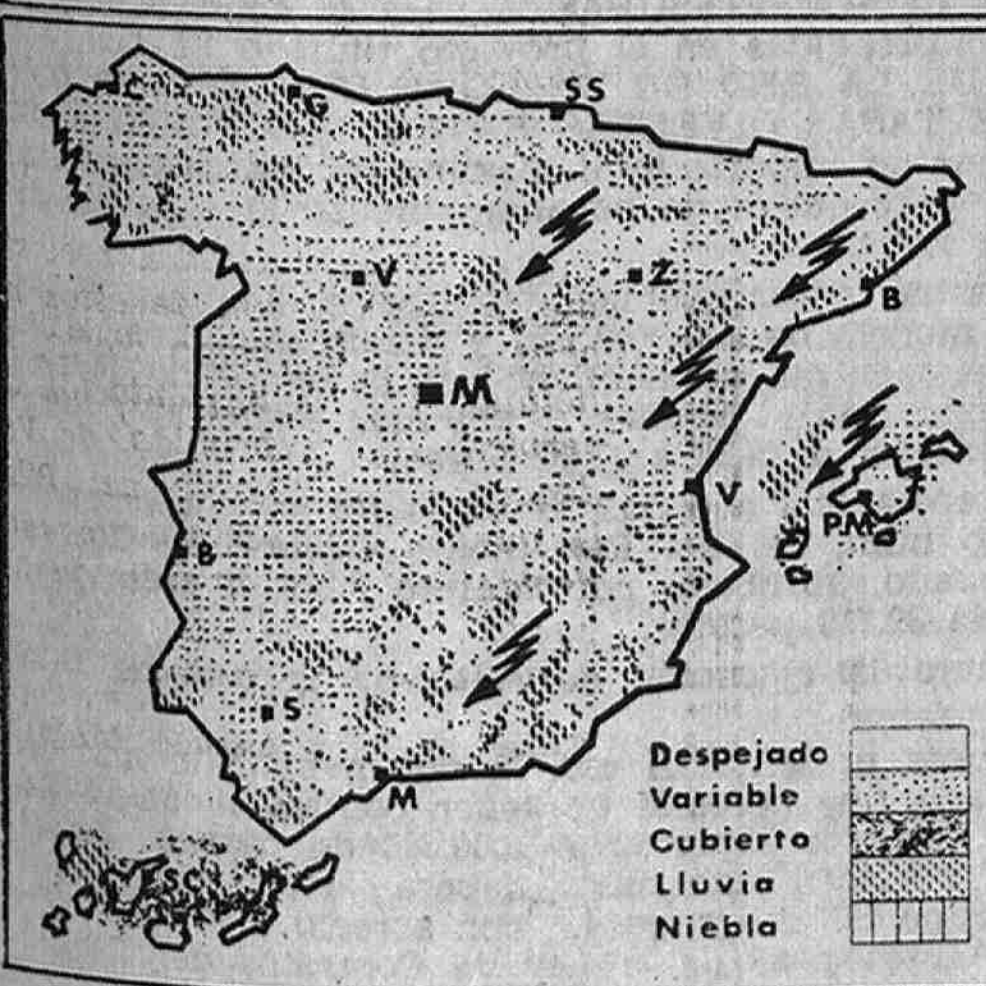 C
G
SS
V
Z
B
M
V
PM
B
S
M
SC
Despejado
Variable
Cubierto
Lluvia
Niebla